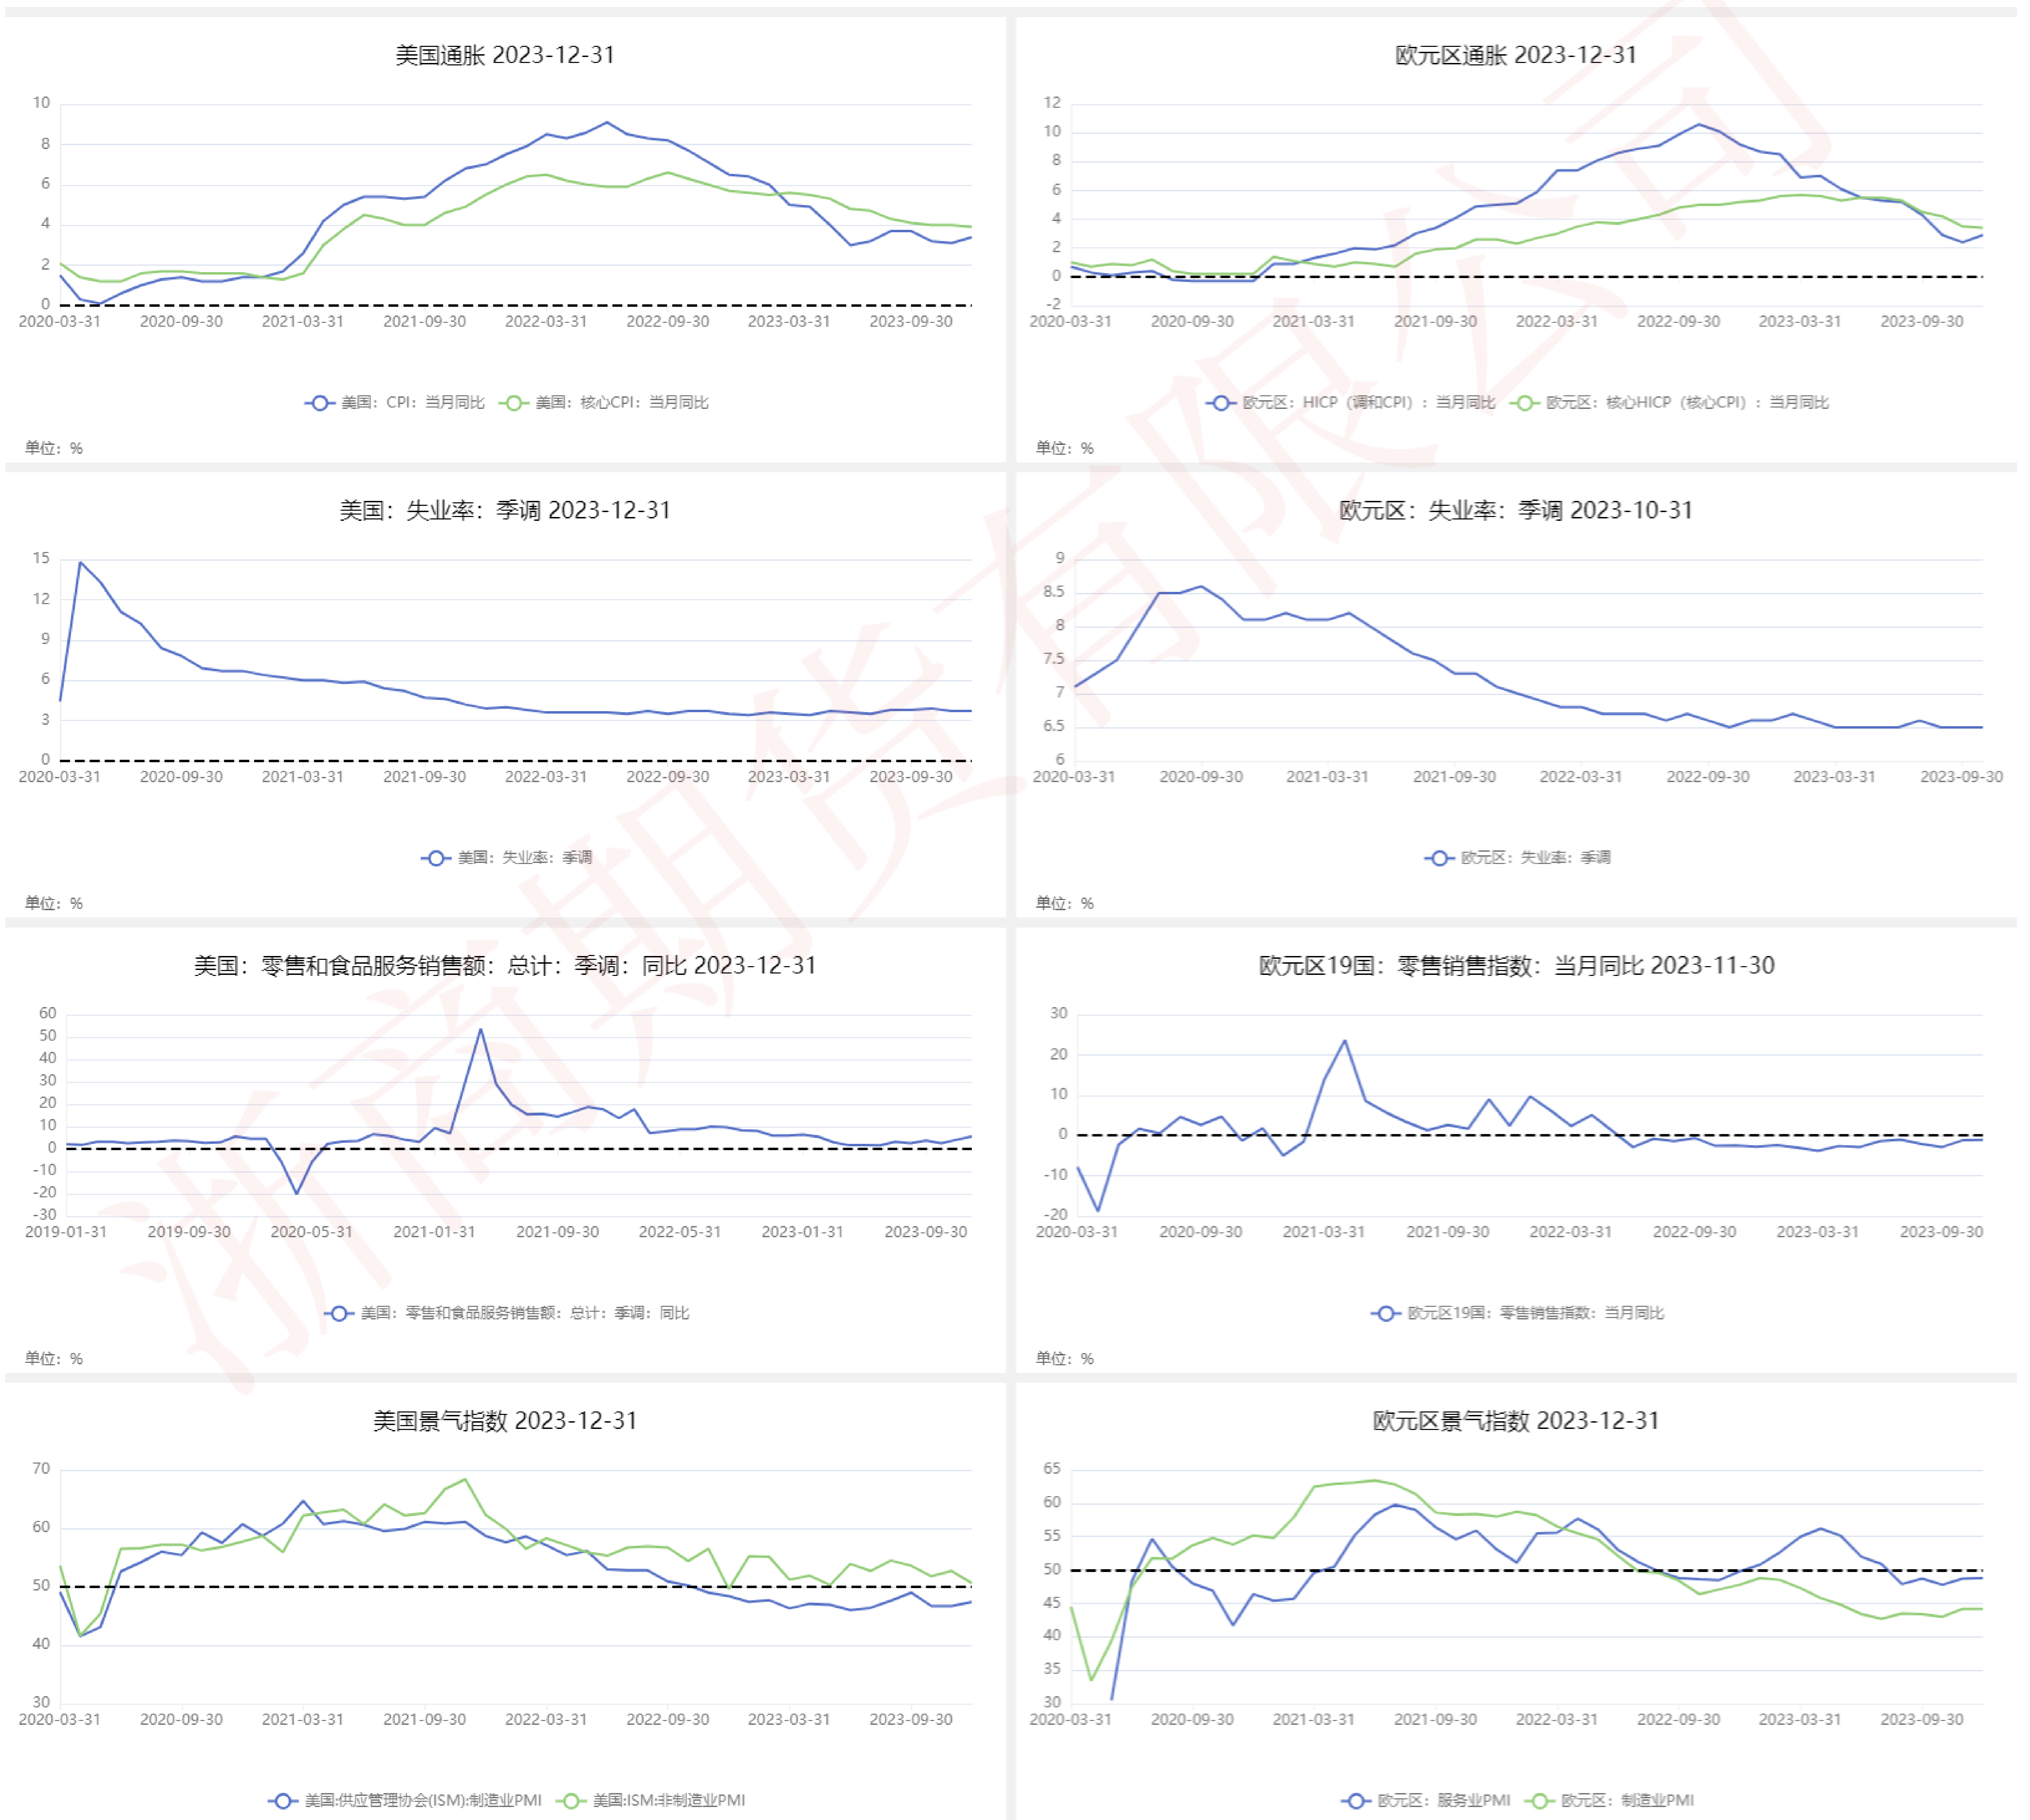 美国通胀 2023-12-31
10
8
6
4
2
0
2020-03-31 2020-09-30 2021-03-31 2021-09-30 2022-03-31 2022-09-30 2023-03-31 2023-09-30
美国：CPI：当月同比 美国：核心CPI：当月同比
单位：%
欧元区通胀 2023-12-31
12
10
8
6
4
2
0
-2
2020-03-31 2020-09-30 2021-03-31 2021-09-30 2022-03-31 2022-09-30 2023-03-31 2023-09-30
欧元区：HICP（调和CPI）：当月同比 欧元区：核心HICP（核心CPI）：当月同比
单位：%
美国：失业率：季调 2023-12-31
15
12
9
6
3
0
2020-03-31 2020-09-30 2021-03-31 2021-09-30 2022-03-31 2022-09-30 2023-03-31 2023-09-30
美国：失业率：季调
单位：%
欧元区：失业率：季调 2023-10-31
9
8.5
8
7.5
7
6.5
6
2020-03-31 2020-09-30 2021-03-31 2021-09-30 2022-03-31 2022-09-30 2023-03-31 2023-09-30
欧元区：失业率：季调
单位：%
美国：零售和食品服务销售额：总计：季调：同比 2023-12-31
60
50
40
30
20
10
0
-10
-20
-30
2019-01-31 2019-09-30 2020-05-31 2021-01-31 2021-09-30 2022-05-31 2023-01-31 2023-09-30
美国：零售和食品服务销售额：总计：季调：同比
单位：%
欧元区19国：零售销售指数：当月同比 2023-11-30
30
20
10
0
-10
-20
2020-03-31 2020-09-30 2021-03-31 2021-09-30 2022-03-31 2022-09-30 2023-03-31 2023-09-30
欧元区19国：零售销售指数：当月同比
单位：%
美国景气指数 2023-12-31
70
60
50
40
30
2020-03-31 2020-09-30 2021-03-31 2021-09-30 2022-03-31 2022-09-30 2023-03-31 2023-09-30
美国:供应管理协会(ISM):制造业PMI 美国:ISM:非制造业PMI
欧元区景气指数 2023-12-31
65
60
55
50
45
40
35
30
2020-03-31 2020-09-30 2021-03-31 2021-09-30 2022-03-31 2022-09-30 2023-03-31 2023-09-30
欧元区：服务业PMI 欧元区：制造业PMI
浙商期货有限公司